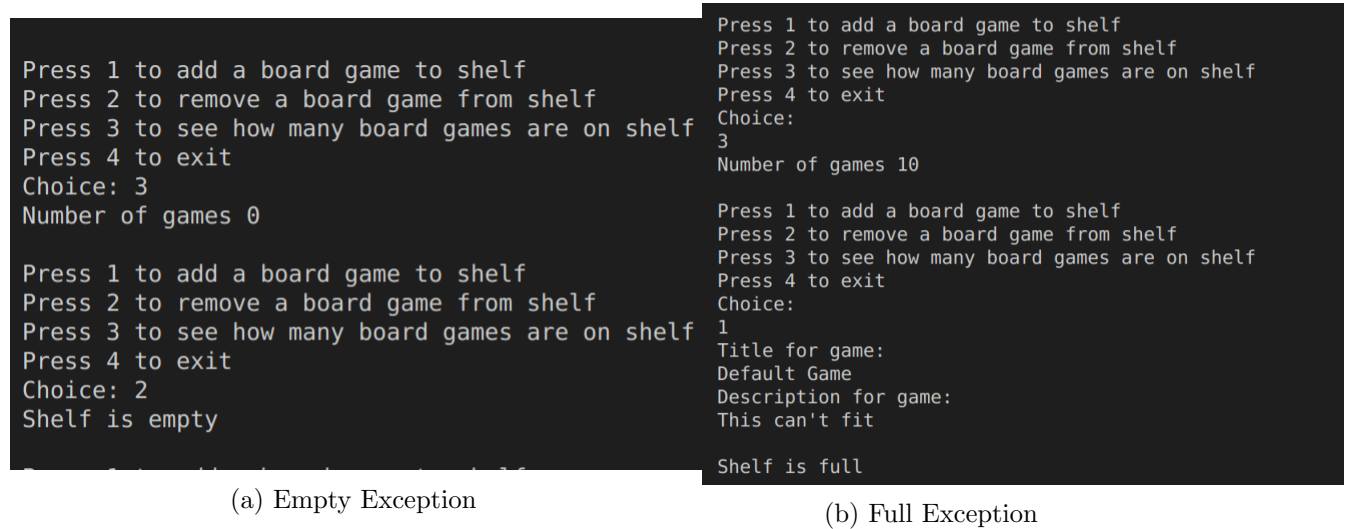 Press 1 to add a board game to shelf
Press 2 to remove a board game from shelf
Press 3 to see how many board games are on shelf
Press 4 to exit
Choice: 3
Number of games 0
Press 1 to add a board game to shelf
Press 2 to remove a board game from shelf
Press 3 to see how many board games are on shelf
Press 4 to exit
Choice: 2
Shelf is empty
(a) Empty Exception
Press 1 to add a board game to shelf
Press 2 to remove a board game from shelf
Press 3 to see how many board games are on shelf
Press 4 to exit
Choice:
3
Number of games 10
Press 1 to add a board game to shelf
Press 2 to remove a board game from shelf
Press 3 to see how many board games are on shelf
Press 4 to exit
Choice:
1
Title for game:
Default Game
Description for game:
This can't fit
Shelf is full
(b) Full Exception